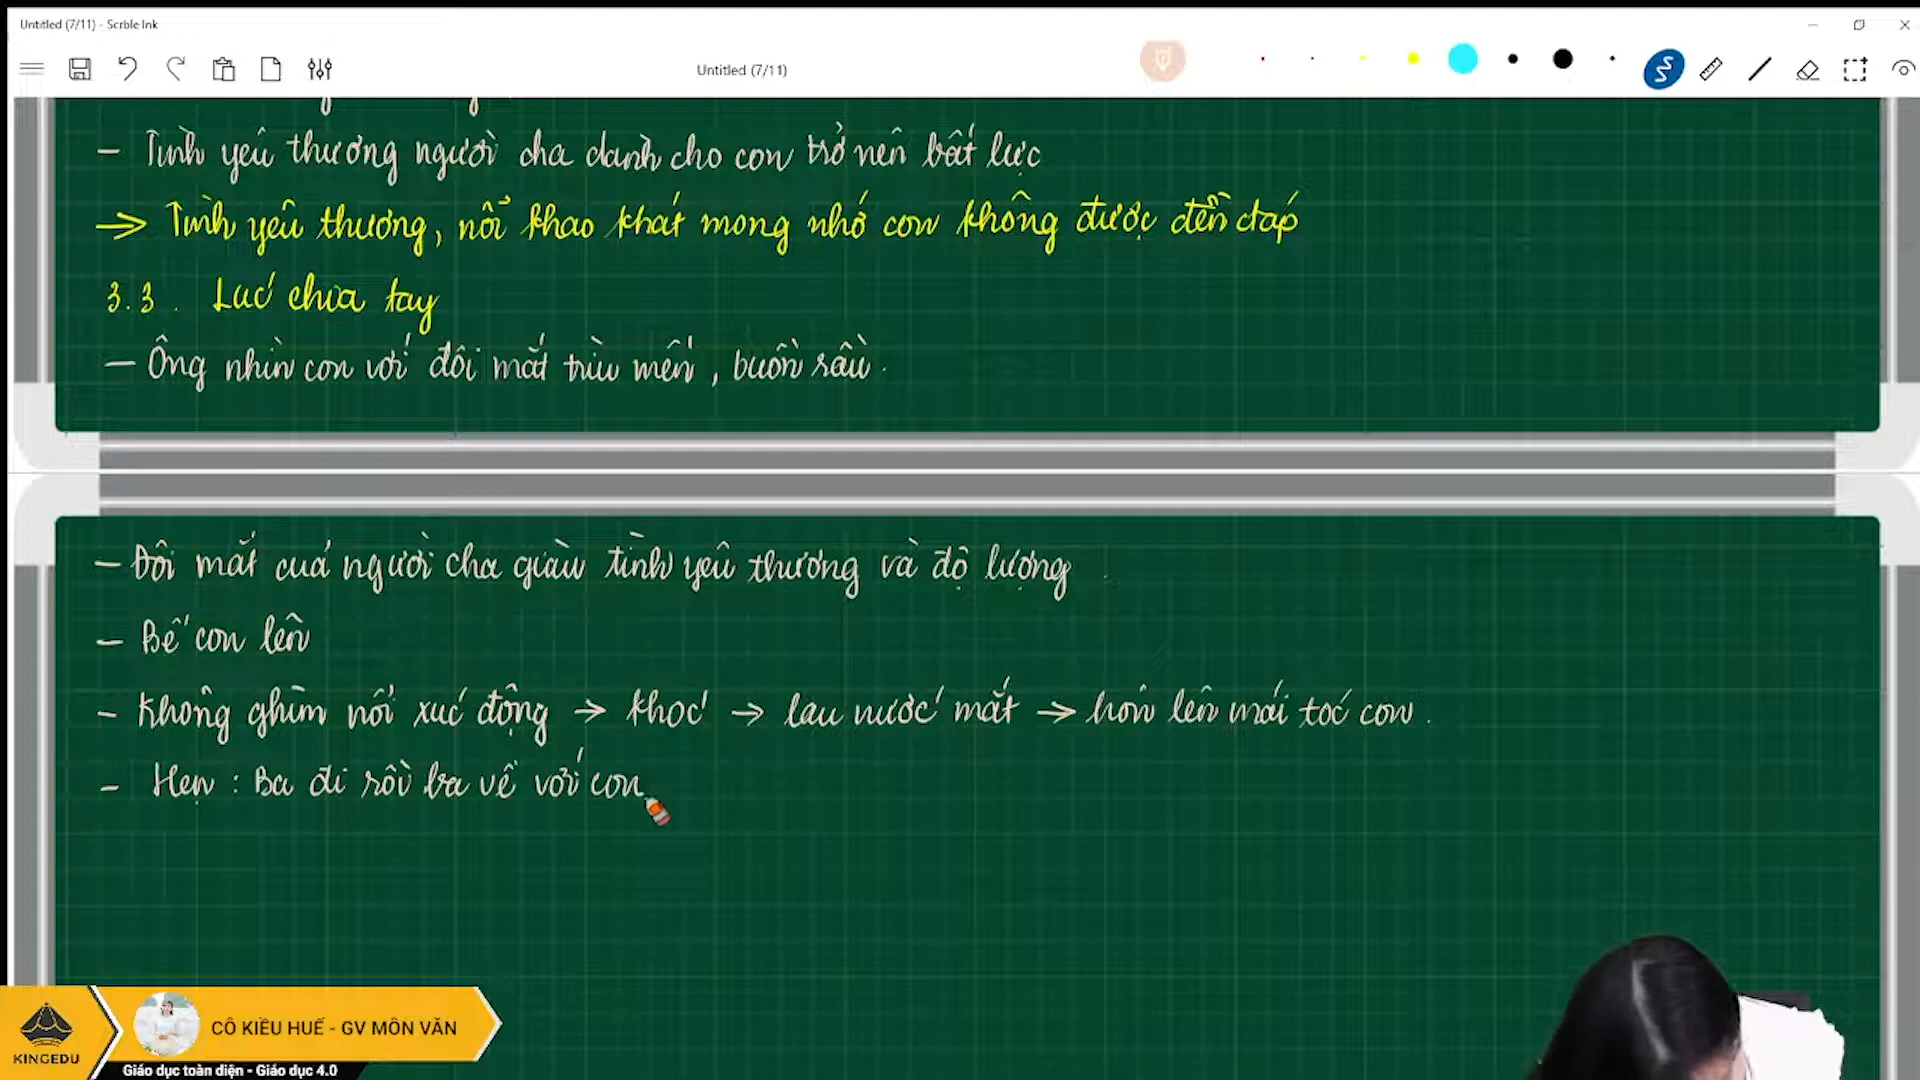 Untitled (7/11) - Scrble Ink
Untitled (7/11)
- Tình yêu thương người cha dành cho con trở nên bất lực
→ Tình yêu thương, nỗi khao khát mong nhớ con không được đền đáp
3.3. Lúc chia tay
- Ông nhìn con với đôi mắt trìu mến, buồn rầu.
- Đôi mắt của người cha giàu tình yêu thương và độ lượng.
- Bế con lên
- Không ghìm nổi xúc động → khóc → lau nước mắt → hôn lên mái tóc con.
- Hẹn: Ba đi rồi ba về với con
CÔ KIỀU HUẾ - GV MÔN VĂN
KINGEDU
Giáo dục toàn diện - Giáo dục 4.0